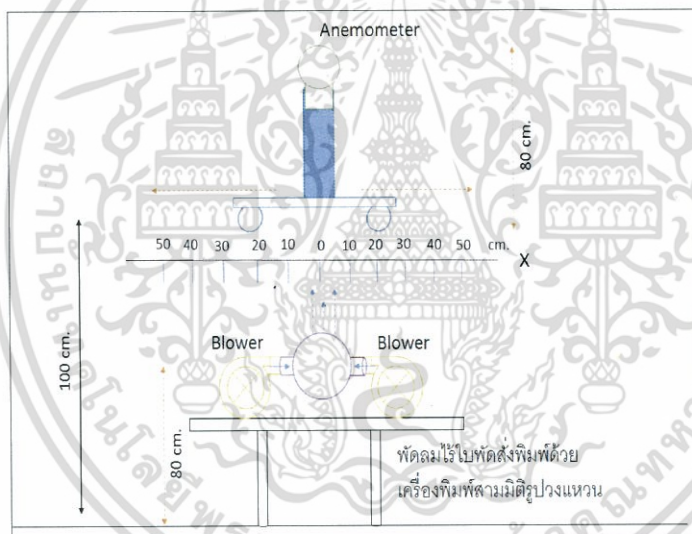 Anemometer
80 cm.
50 40 30 20 10 0 10 20 30 40 50 cm.
X
100 cm.
Blower Blower
80 cm.
พัดลมไร้ใบพัดสั่งพิมพ์ด้วย
เครื่องพิมพ์สามมิติรูปวงแหวน